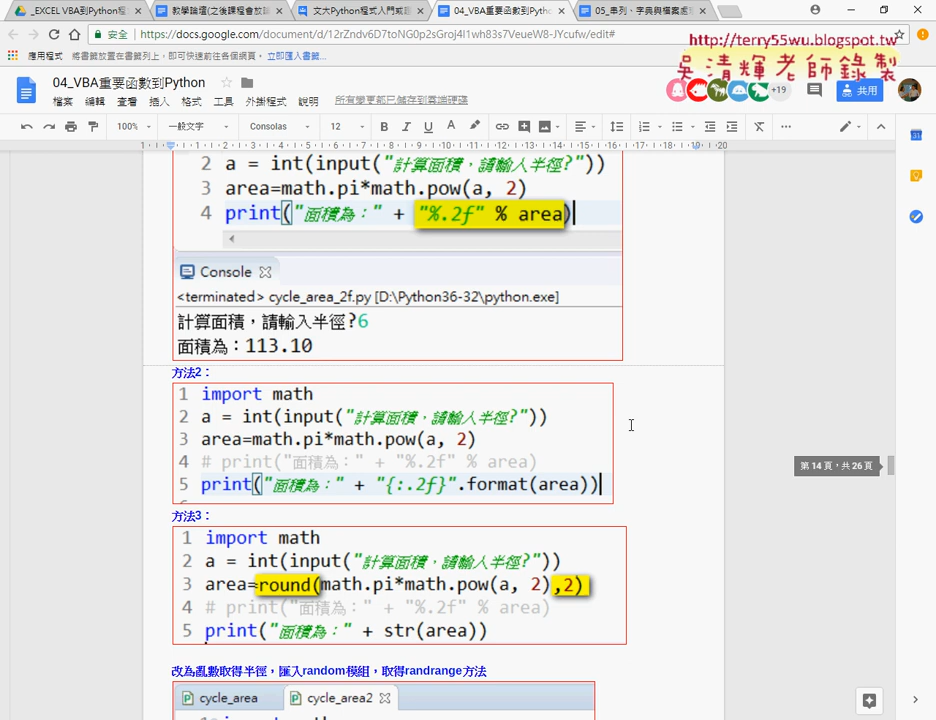 _EXCEL VBA到Python程
教學論壇(之後課程會放
文大Python程式入門或
04_VBA重要函數到Pytho
05_串列、字典與檔案處
安全 | https://docs.google.com/document/d/12rZndv6D7toNG0p2sGroj4l1wh83s7VeueW8-JYcufw/edit#
http://terry55wu.blogspot.tw
吳清輝老師錄製
應用程式 將書籤放置在書籤列上，即可快速前往各個網頁。 立即匯入書籤...
04_VBA重要函數到Python
檔案 編輯 查看 插入 格式 工具 外掛程式 說明 所有變更都已儲存到雲端硬碟
+19 共用
100% 一般文字 Consolas 12 B I U A
2 a = int(input("計算面積，請輸入半徑?"))
3 area=math.pi*math.pow(a, 2)
4 print("面積為：" + "%.2f" % area)
Console
<terminated> cycle_area_2f.py [D:\Python36-32\python.exe]
計算面積，請輸入半徑?6
面積為：113.10
方法2：
1 import math
2 a = int(input("計算面積，請輸入半徑?"))
3 area=math.pi*math.pow(a, 2)
4 # print("面積為：" + "%.2f" % area)
5 print("面積為：" + "{:.2f}".format(area))
第 14 頁，共 26 頁
方法3：
1 import math
2 a = int(input("計算面積，請輸入半徑?"))
3 area=round(math.pi*math.pow(a, 2),2)
4 # print("面積為：" + "%.2f" % area)
5 print("面積為：" + str(area))
改為亂數取得半徑，匯入random模組，取得randrange方法
cycle_area cycle_area2